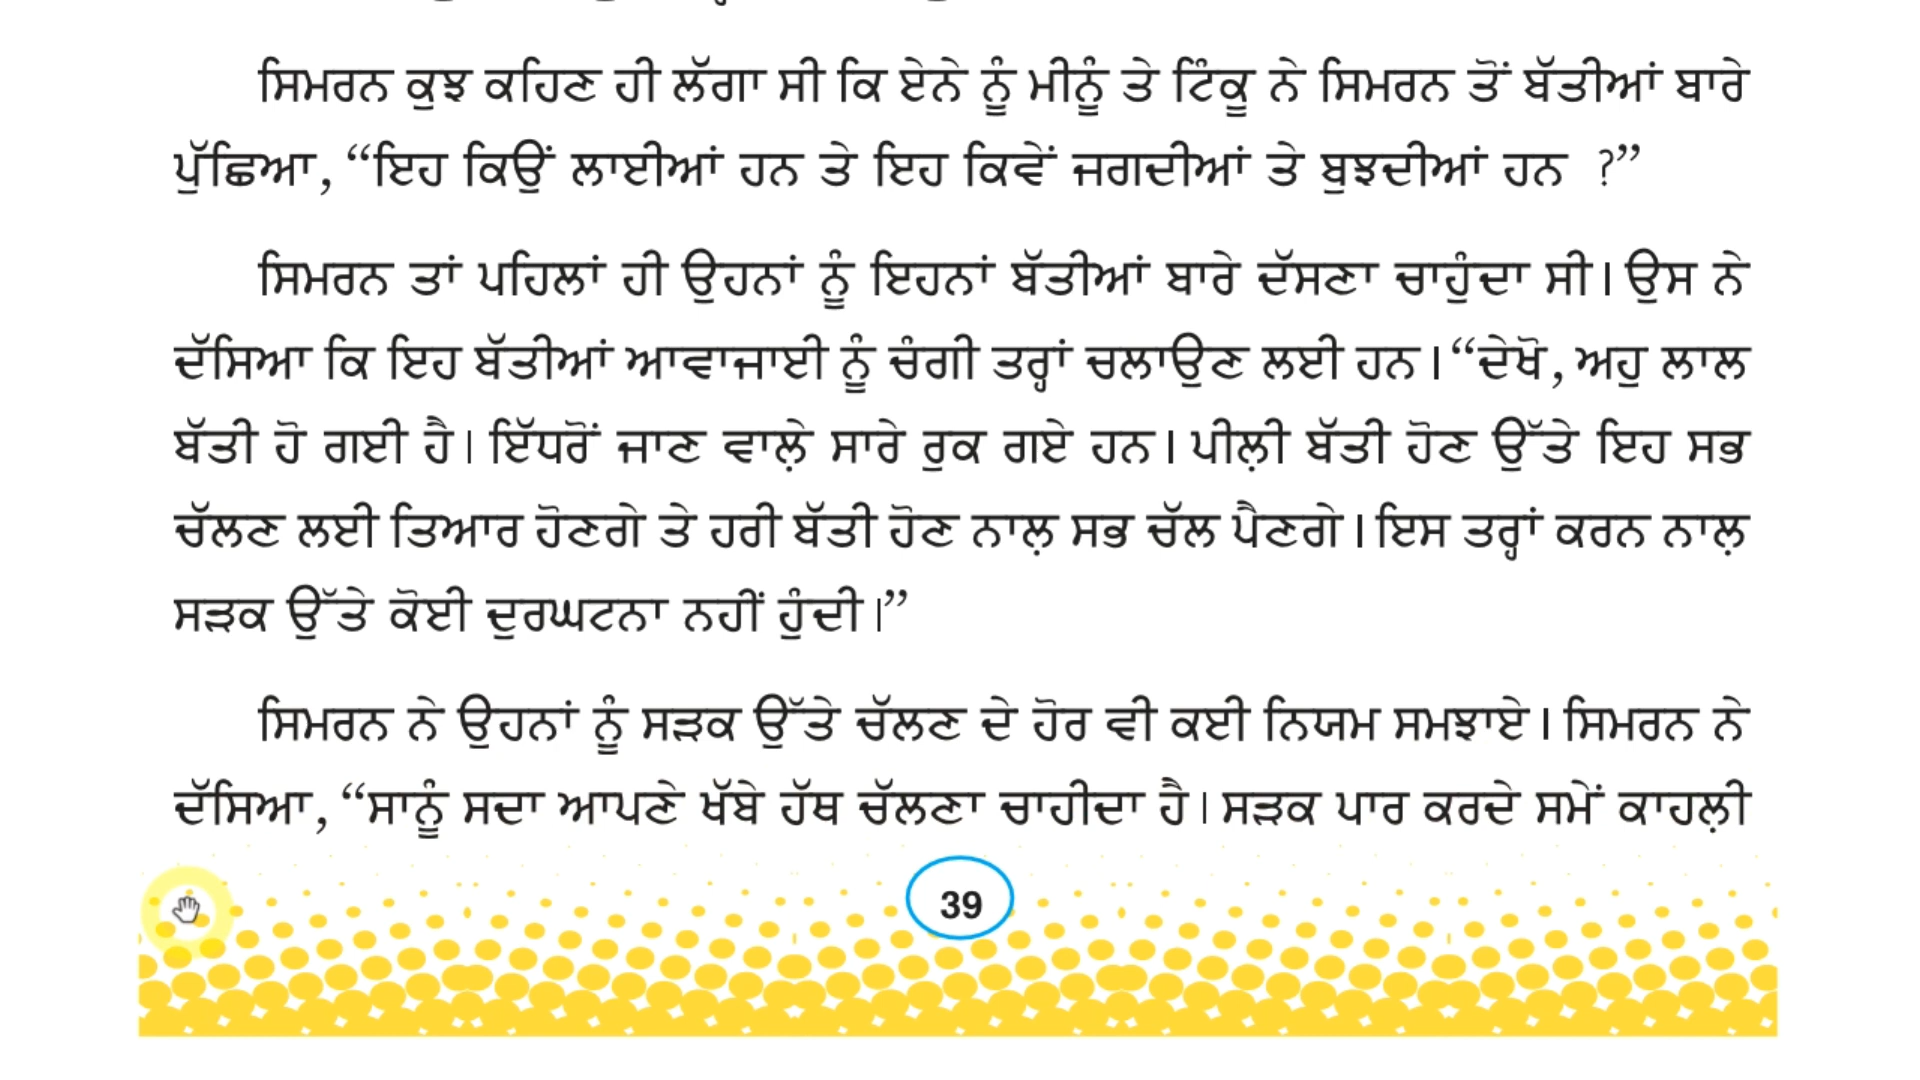 ਸਿਮਰਨ ਕੁਝ ਕਹਿਣ ਹੀ ਲੱਗਾ ਸੀ ਕਿ ਏਨੇ ਨੂੰ ਮੀਨੂੰ ਤੇ ਟਿੰਕੂ ਨੇ ਸਿਮਰਨ ਤੋਂ ਬੱਤੀਆਂ ਬਾਰੇ
ਪੁੱਛਿਆ, “ਇਹ ਕਿਉਂ ਲਾਈਆਂ ਹਨ ਤੇ ਇਹ ਕਿਵੇਂ ਜਗਦੀਆਂ ਤੇ ਬੁਝਦੀਆਂ ਹਨ ?”
ਸਿਮਰਨ ਤਾਂ ਪਹਿਲਾਂ ਹੀ ਉਹਨਾਂ ਨੂੰ ਇਹਨਾਂ ਬੱਤੀਆਂ ਬਾਰੇ ਦੱਸਣਾ ਚਾਹੁੰਦਾ ਸੀ। ਉਸ ਨੇ
ਦੱਸਿਆ ਕਿ ਇਹ ਬੱਤੀਆਂ ਆਵਾਜਾਈ ਨੂੰ ਚੰਗੀ ਤਰ੍ਹਾਂ ਚਲਾਉਣ ਲਈ ਹਨ। “ਦੇਖੋ, ਅਹੁ ਲਾਲ
ਬੱਤੀ ਹੋ ਗਈ ਹੈ। ਇੱਧਰੋਂ ਜਾਣ ਵਾਲ਼ੇ ਸਾਰੇ ਰੁਕ ਗਏ ਹਨ। ਪੀਲ਼ੀ ਬੱਤੀ ਹੋਣ ਉੱਤੇ ਇਹ ਸਭ
ਚੱਲਣ ਲਈ ਤਿਆਰ ਹੋਣਗੇ ਤੇ ਹਰੀ ਬੱਤੀ ਹੋਣ ਨਾਲ਼ ਸਭ ਚੱਲ ਪੈਣਗੇ। ਇਸ ਤਰ੍ਹਾਂ ਕਰਨ ਨਾਲ਼
ਸੜਕ ਉੱਤੇ ਕੋਈ ਦੁਰਘਟਨਾ ਨਹੀਂ ਹੁੰਦੀ।”
ਸਿਮਰਨ ਨੇ ਉਹਨਾਂ ਨੂੰ ਸੜਕ ਉੱਤੇ ਚੱਲਣ ਦੇ ਹੋਰ ਵੀ ਕਈ ਨਿਯਮ ਸਮਝਾਏ। ਸਿਮਰਨ ਨੇ
ਦੱਸਿਆ, “ਸਾਨੂੰ ਸਦਾ ਆਪਣੇ ਖੱਬੇ ਹੱਥ ਚੱਲਣਾ ਚਾਹੀਦਾ ਹੈ। ਸੜਕ ਪਾਰ ਕਰਦੇ ਸਮੇਂ ਕਾਹਲ਼ੀ
39